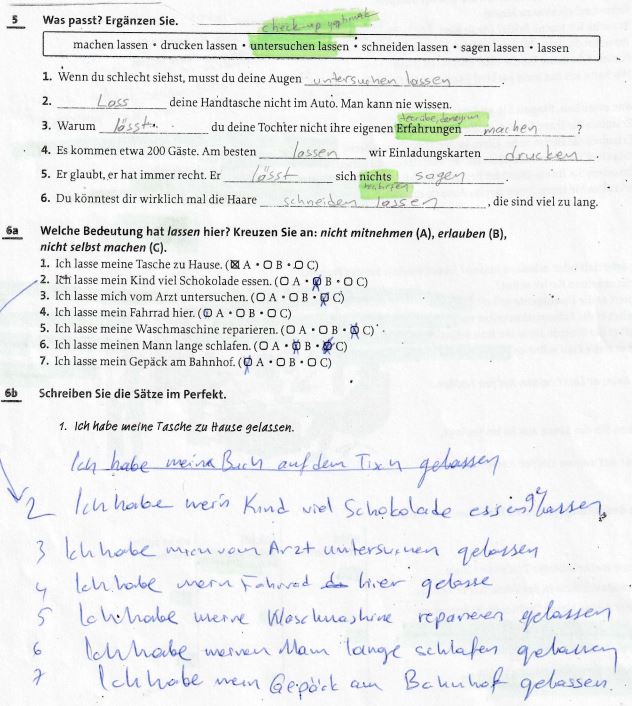 5 Was passt? Ergänzen Sie.
check-up yaptırmak
machen lassen • drucken lassen • untersuchen lassen • schneiden lassen • sagen lassen • lassen
1. Wenn du schlecht siehst, musst du deine Augen untersuchen lassen.
2. Lass deine Handtasche nicht im Auto. Man kann nie wissen.
tecrübe, deneyim
3. Warum lässt du deine Tochter nicht ihre eigenen Erfahrungen machen?
4. Es kommen etwa 200 Gäste. Am besten lassen wir Einladungskarten drucken.
5. Er glaubt, er hat immer recht. Er lässt sich nichts sagen.
6. Du könntest dir wirklich mal die Haare schneiden lassen, die sind viel zu lang.
6a Welche Bedeutung hat lassen hier? Kreuzen Sie an: nicht mitnehmen (A), erlauben (B),
nicht selbst machen (C).
1. Ich lasse meine Tasche zu Hause. (☒ A • O B • O C)
2. Ich lasse mein Kind viel Schokolade essen. (O A • O B • O C)
3. Ich lasse mich vom Arzt untersuchen. (O A • O B • O C)
4. Ich lasse mein Fahrrad hier. (O A • O B • O C)
5. Ich lasse meine Waschmaschine reparieren. (O A • O B • O C)
6. Ich lasse meinen Mann lange schlafen. (O A • O B • O C)
7. Ich lasse mein Gepäck am Bahnhof. (O A • O B • O C)
6b Schreiben Sie die Sätze im Perfekt.
1. Ich habe meine Tasche zu Hause gelassen.
Ich habe meine Buch auf dem Tisch gelassen
2 Ich habe mein Kind viel Schokolade essen gelassen
3 Ich habe mich vom Arzt untersuchen gelassen
4 Ich habe mein Fahrrad hier gelasse
5 Ich habe meine Waschmashine reparieren gelassen
6 Ich habe meinen Mann lange schlafen gelassen
7 Ich habe mein Gepäck am Bahnhof gelassen.